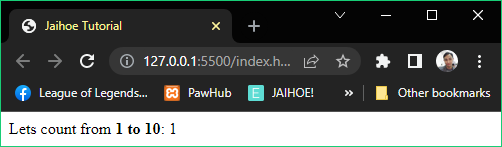 Jaihoe Tutorial
127.0.0.1:5500/index.h...
League of Legends... PawHub E JAIHOE! » Other bookmarks
Lets count from 1 to 10: 1